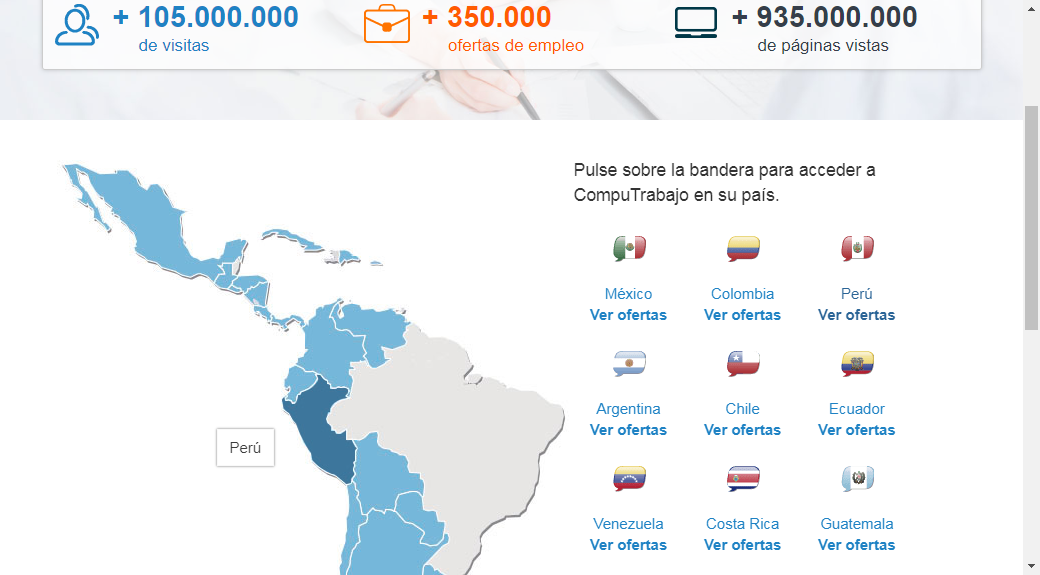 + 105.000.000
de visitas
+ 350.000
ofertas de empleo
+ 935.000.000
de páginas vistas
Pulse sobre la bandera para acceder a
CompuTrabajo en su país.
México
Ver ofertas
Colombia
Ver ofertas
Perú
Ver ofertas
Argentina
Ver ofertas
Chile
Ver ofertas
Ecuador
Ver ofertas
Perú
Venezuela
Ver ofertas
Costa Rica
Ver ofertas
Guatemala
Ver ofertas